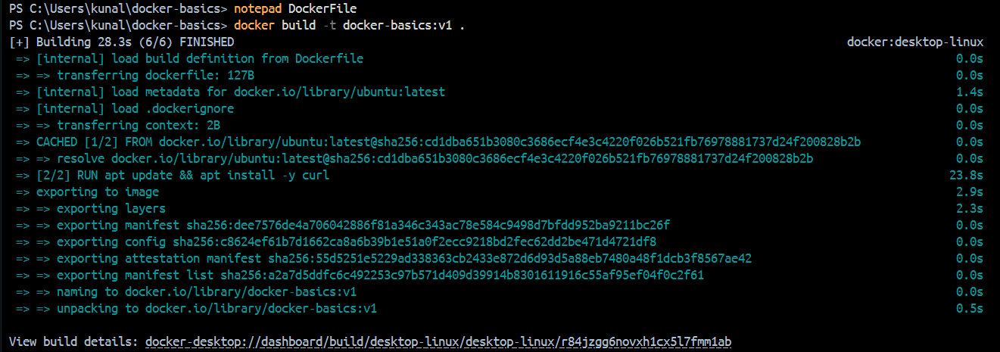 PS C:\Users\kunal\docker-basics> notepad DockerFile
PS C:\Users\kunal\docker-basics> docker build -t docker-basics:v1 .
[+] Building 28.3s (6/6) FINISHED docker:desktop-linux
=> [internal] load build definition from Dockerfile 0.0s
=> => transferring dockerfile: 127B 0.0s
=> [internal] load metadata for docker.io/library/ubuntu:latest 1.4s
=> [internal] load .dockerignore 0.0s
=> => transferring context: 2B 0.0s
=> CACHED [1/2] FROM docker.io/library/ubuntu:latest@sha256:cd1dba651b3080c3686ecf4e3c4220f026b521fb76978881737d24f200828b2b 0.0s
=> => resolve docker.io/library/ubuntu:latest@sha256:cd1dba651b3080c3686ecf4e3c4220f026b521fb76978881737d24f200828b2b 0.0s
=> [2/2] RUN apt update && apt install -y curl 23.8s
=> exporting to image 2.9s
=> => exporting layers 2.3s
=> => exporting manifest sha256:dee7576de4a706042886f81a346c343ac78e584c9498d7bfdd952ba9211bc26f 0.0s
=> => exporting config sha256:c8624ef61b7d1662ca8a6b39b1e51a0f2ecc9218bd2fec62dd2be471d4721df8 0.0s
=> => exporting attestation manifest sha256:55d5251e5229ad338363cb2433e872d6d93d5a88eb7480a48f1dcb3f8567ae42 0.0s
=> => exporting manifest list sha256:a2a7d5ddfc6c492253c97b571d409d39914b8301611916c55af95ef04f0c2f61 0.0s
=> => naming to docker.io/library/docker-basics:v1 0.0s
=> => unpacking to docker.io/library/docker-basics:v1 0.5s
View build details: docker-desktop://dashboard/build/desktop-linux/desktop-linux/r84jzgg6novxh1cx5l7fmm1ab